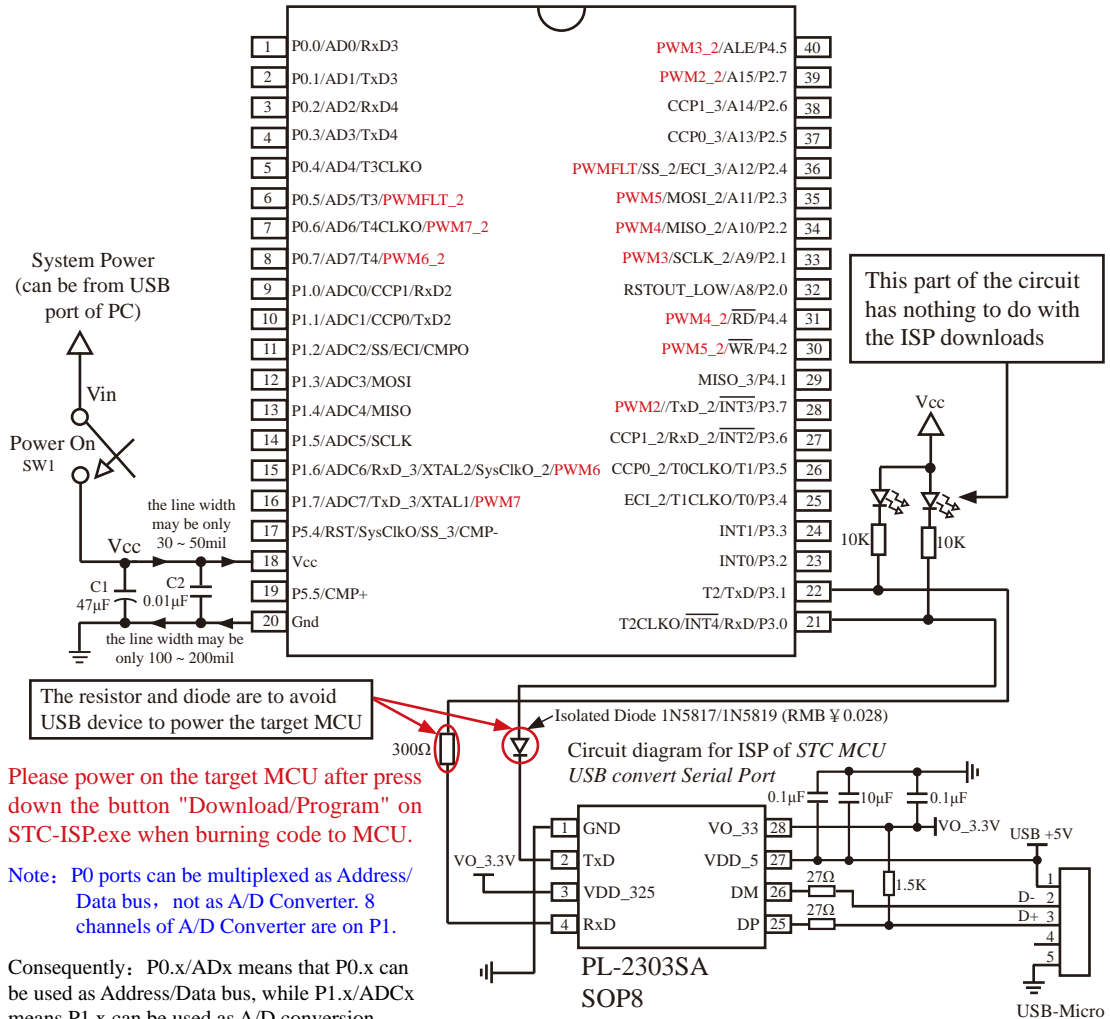 1 P0.0/AD0/RxD3
2 P0.1/AD1/TxD3
3 P0.2/AD2/RxD4
4 P0.3/AD3/TxD4
5 P0.4/AD4/T3CLKO
6 P0.5/AD5/T3/PWMFLT_2
7 P0.6/AD6/T4CLKO/PWM7_2
8 P0.7/AD7/T4/PWM6_2
9 P1.0/ADC0/CCP1/RxD2
10 P1.1/ADC1/CCP0/TxD2
11 P1.2/ADC2/SS/ECI/CMPO
12 P1.3/ADC3/MOSI
13 P1.4/ADC4/MISO
14 P1.5/ADC5/SCLK
15 P1.6/ADC6/RxD_3/XTAL2/SysClkO_2/PWM6
16 P1.7/ADC7/TxD_3/XTAL1/PWM7
17 P5.4/RST/SysClkO/SS_3/CMP-
18 Vcc
19 P5.5/CMP+
20 Gnd
PWM3_2/ALE/P4.5 40
PWM2_2/A15/P2.7 39
CCP1_3/A14/P2.6 38
CCP0_3/A13/P2.5 37
PWMFLT/SS_2/ECI_3/A12/P2.4 36
PWM5/MOSI_2/A11/P2.3 35
PWM4/MISO_2/A10/P2.2 34
PWM3/SCLK_2/A9/P2.1 33
RSTOUT_LOW/A8/P2.0 32
PWM4_2/RD/P4.4 31
PWM5_2/WR/P4.2 30
MISO_3/P4.1 29
PWM2//TxD_2/INT3/P3.7 28
CCP1_2/RxD_2/INT2/P3.6 27
CCP0_2/T0CLKO/T1/P3.5 26
ECI_2/T1CLKO/T0/P3.4 25
INT1/P3.3 24
INT0/P3.2 23
T2/TxD/P3.1 22
T2CLKO/INT4/RxD/P3.0 21
System Power
(can be from USB
port of PC)
Vin
Power On
SW1
the line width
may be only
30 ~ 50mil
Vcc
C1
47μF
C2
0.01μF
the line width may be
only 100 ~ 200mil
This part of the circuit
has nothing to do with
the ISP downloads
Vcc
10K
10K
The resistor and diode are to avoid
USB device to power the target MCU
300Ω
Isolated Diode 1N5817/1N5819 (RMB ¥ 0.028)
Circuit diagram for ISP of STC MCU
USB convert Serial Port
0.1μF
10μF
0.1μF
VO_3.3V
USB +5V
1 GND
2 TxD
3 VDD_325
4 RxD
VO_33 28
VDD_5 27
DM 26
DP 25
VO_3.3V
27Ω
27Ω
1.5K
1
D- 2
D+ 3
4
5
PL-2303SA
SOP8
USB-Micro
Please power on the target MCU after press
down the button "Download/Program" on
STC-ISP.exe when burning code to MCU.
Note：P0 ports can be multiplexed as Address/
Data bus，not as A/D Converter. 8
channels of A/D Converter are on P1.
Consequently：P0.x/ADx means that P0.x can
be used as Address/Data bus, while P1.x/ADCx
means P1.x can be used as A/D conversion